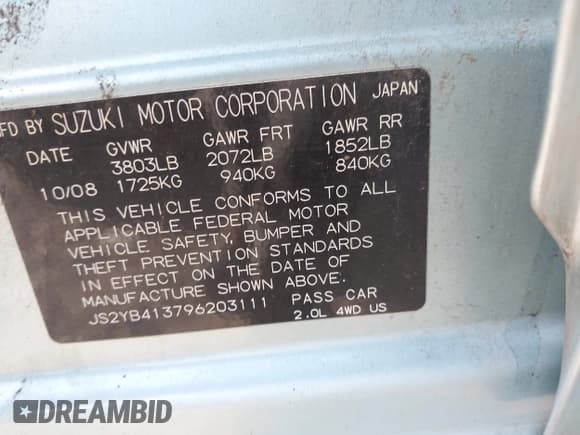 MFD BY SUZUKI MOTOR CORPORATION JAPAN
DATE GVWR GAWR FRT GAWR RR
3803LB 2072LB 1852LB
10/08 1725KG 940KG 840KG
THIS VEHICLE CONFORMS TO ALL
APPLICABLE FEDERAL MOTOR
VEHICLE SAFETY, BUMPER AND
THEFT PREVENTION STANDARDS
IN EFFECT ON THE DATE OF
MANUFACTURE SHOWN ABOVE.
JS2YB413796203111 PASS CAR
2.0L 4WD US
DREAMBID